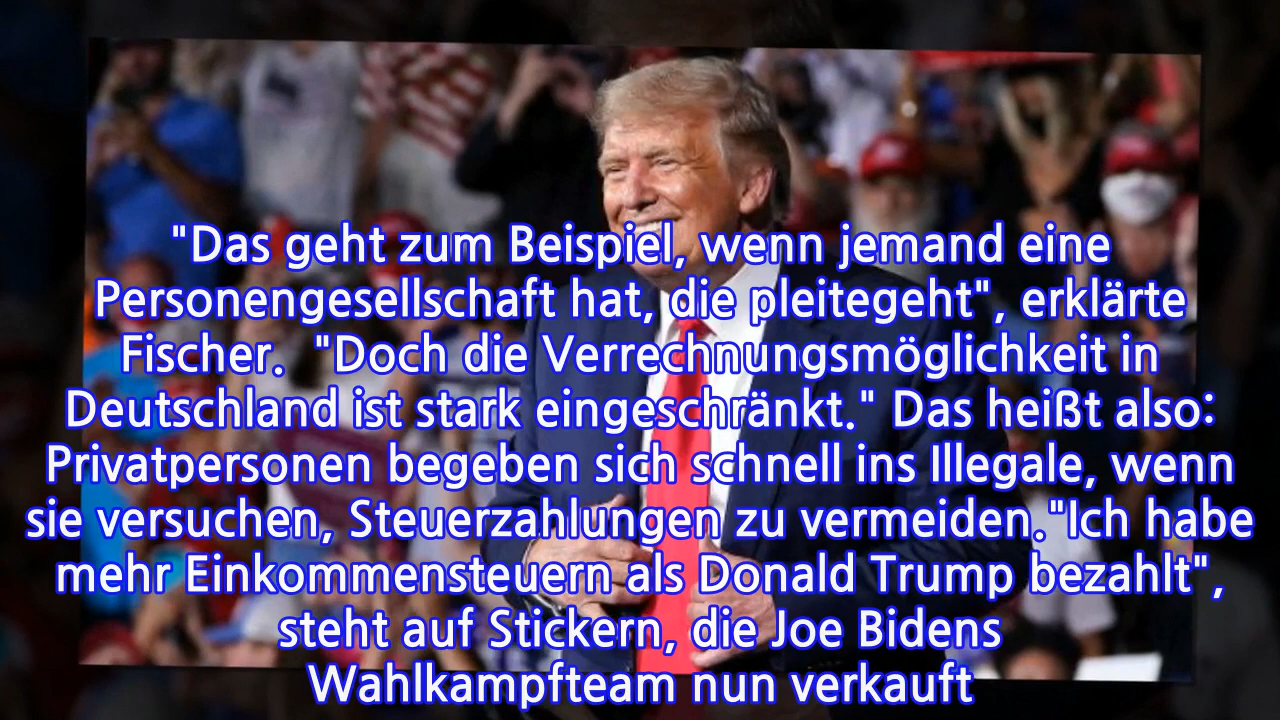 "Das geht zum Beispiel, wenn jemand eine
Personengesellschaft hat, die pleitegeht", erklärte
Fischer. "Doch die Verrechnungsmöglichkeit in
Deutschland ist stark eingeschränkt." Das heißt also:
Privatpersonen begeben sich schnell ins Illegale, wenn
sie versuchen, Steuerzahlungen zu vermeiden."Ich habe
mehr Einkommensteuern als Donald Trump bezahlt",
steht auf Stickern, die Joe Bidens
Wahlkampfteam nun verkauft